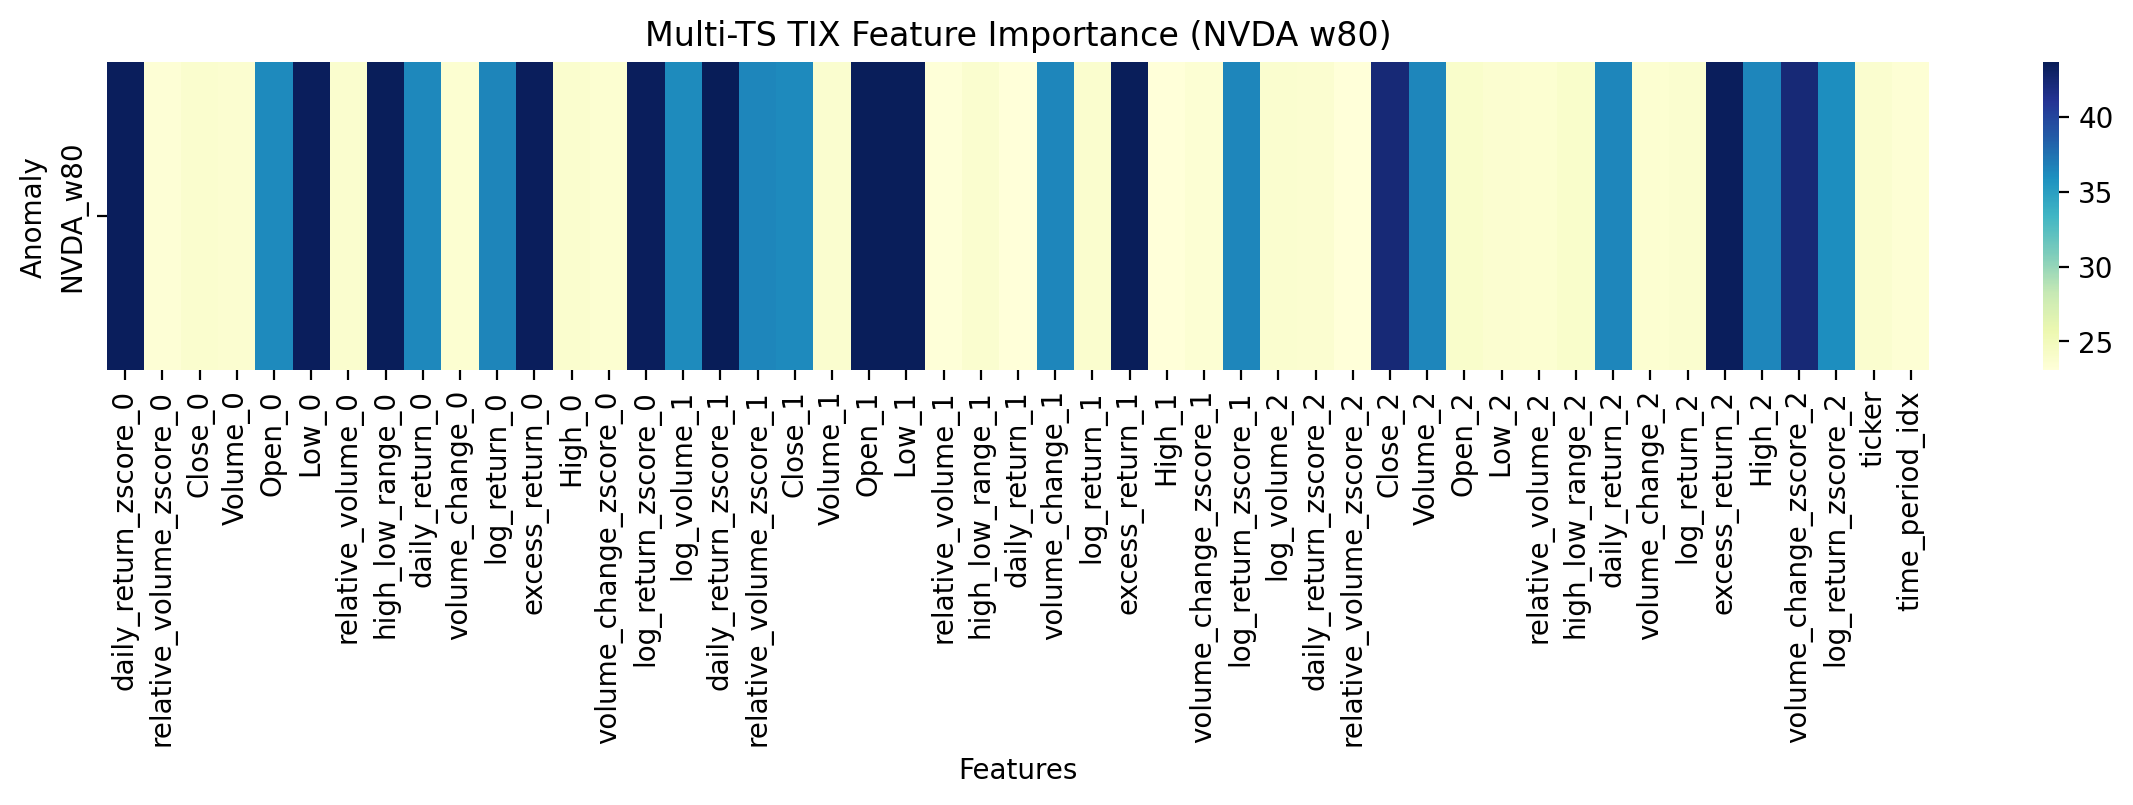 Multi-TS TIX Feature Importance (NVDA w80)
Anomaly
NVDA_w80
40
35
30
25
daily_return_zscore_0
relative_volume_zscore_0
Close_0
Volume_0
Open_0
Low_0
relative_volume_0
high_low_range_0
daily_return_0
volume_change_0
log_return_0
excess_return_0
High_0
volume_change_zscore_0
log_return_zscore_0
log_volume_1
daily_return_zscore_1
relative_volume_zscore_1
Close_1
Volume_1
Open_1
Low_1
relative_volume_1
high_low_range_1
daily_return_1
volume_change_1
log_return_1
excess_return_1
High_1
volume_change_zscore_1
log_return_zscore_1
log_volume_2
daily_return_zscore_2
relative_volume_zscore_2
Close_2
Volume_2
Open_2
Low_2
relative_volume_2
high_low_range_2
daily_return_2
volume_change_2
log_return_2
excess_return_2
High_2
volume_change_zscore_2
log_return_zscore_2
ticker
time_period_idx
Features